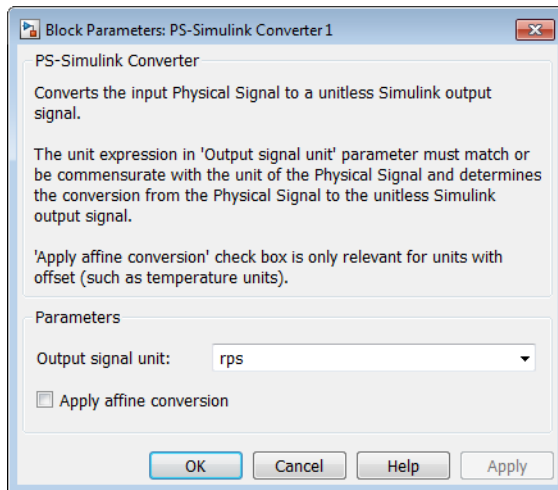 Block Parameters: PS-Simulink Converter1
PS-Simulink Converter
Converts the input Physical Signal to a unitless Simulink output
signal.
The unit expression in 'Output signal unit' parameter must match or
be commensurate with the unit of the Physical Signal and determines
the conversion from the Physical Signal to the unitless Simulink
output signal.
'Apply affine conversion' check box is only relevant for units with
offset (such as temperature units).
Parameters
Output signal unit: rps
Apply affine conversion
OK Cancel Help Apply